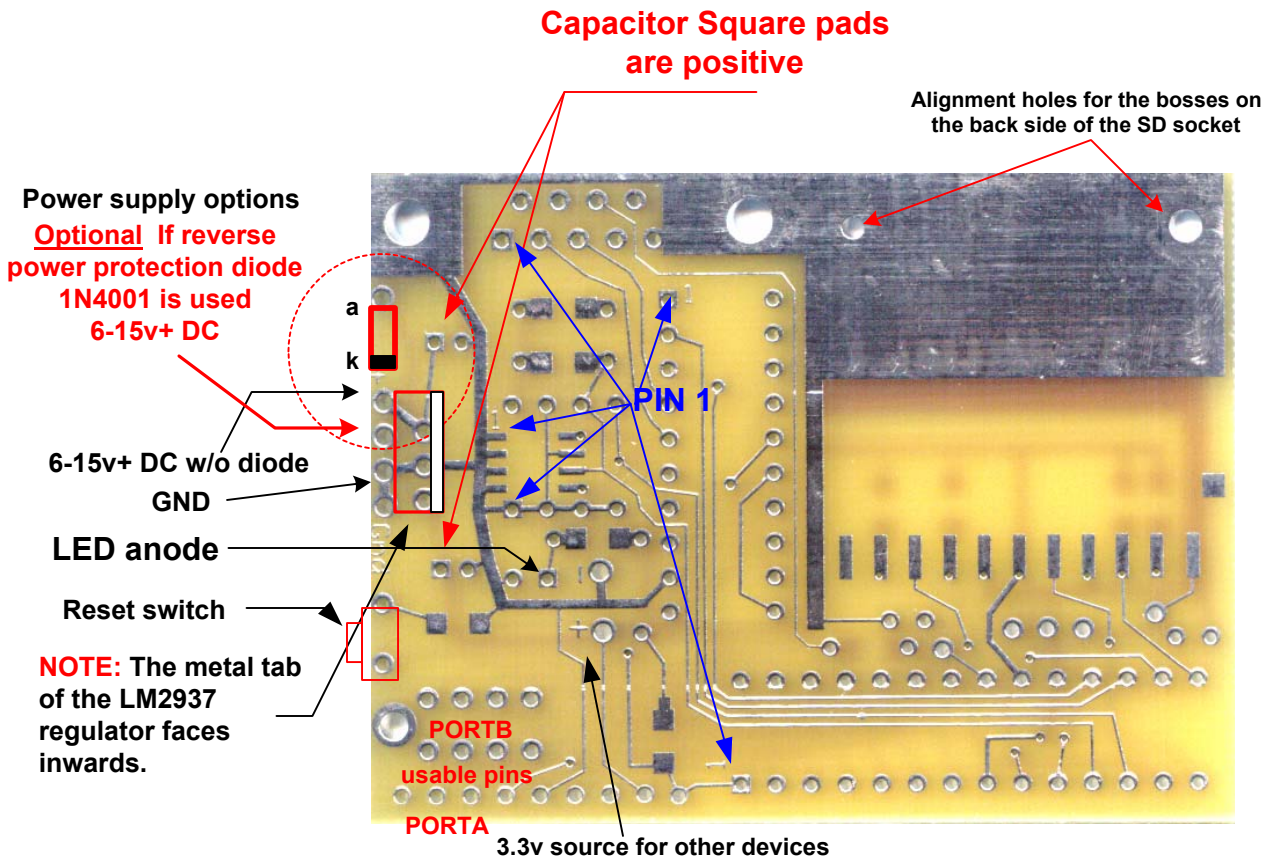 Capacitor Square pads
are positive
Alignment holes for the bosses on
the back side of the SD socket
Power supply options
Optional If reverse
power protection diode
1N4001 is used
6-15v+ DC
a
k
1
PIN 1
1
6-15v+ DC w/o diode
GND
LED anode
-
Reset switch
+
NOTE: The metal tab
of the LM2937
regulator faces
inwards.
PORTB
usable pins
1
PORTA
3.3v source for other devices